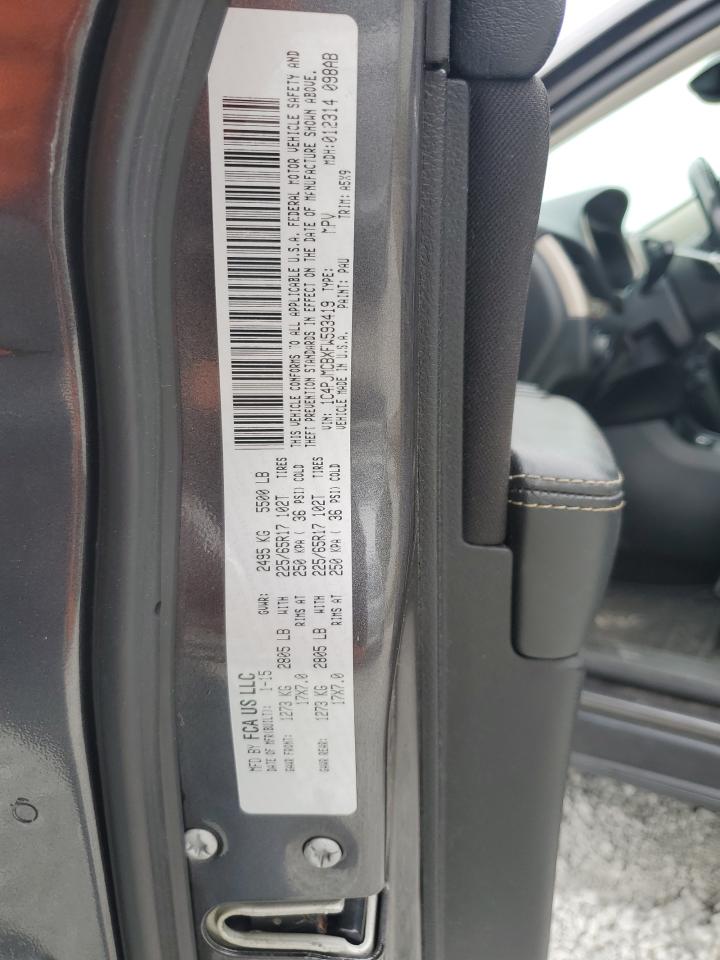 MFD BY FCA US LLC
DATE OF MFR(BUILT): 1-15 GVWR: 2495 KG 5500 LB
GAWR FRONT: 1273 KG 2805 LB WITH 225/65R17 102T TIRES
17X7.0 RIMS AT 250 KPA ( 36 PSI) COLD
GAWR REAR: 1273 KG 2805 LB WITH 225/65R17 102T TIRES
17X7.0 RIMS AT 250 KPA ( 36 PSI) COLD
THIS VEHICLE CONFORMS TO ALL APPLICABLE U.S.A. FEDERAL MOTOR VEHICLE SAFETY AND
THEFT PREVENTION STANDARDS IN EFFECT ON THE DATE OF MANUFACTURE SHOWN ABOVE.
VIN: 1C4PJMCBXFW593419 TYPE: MPV MDH:012314 098AB
VEHICLE MADE IN U.S.A. PAINT: PAU TRIM: A5X9